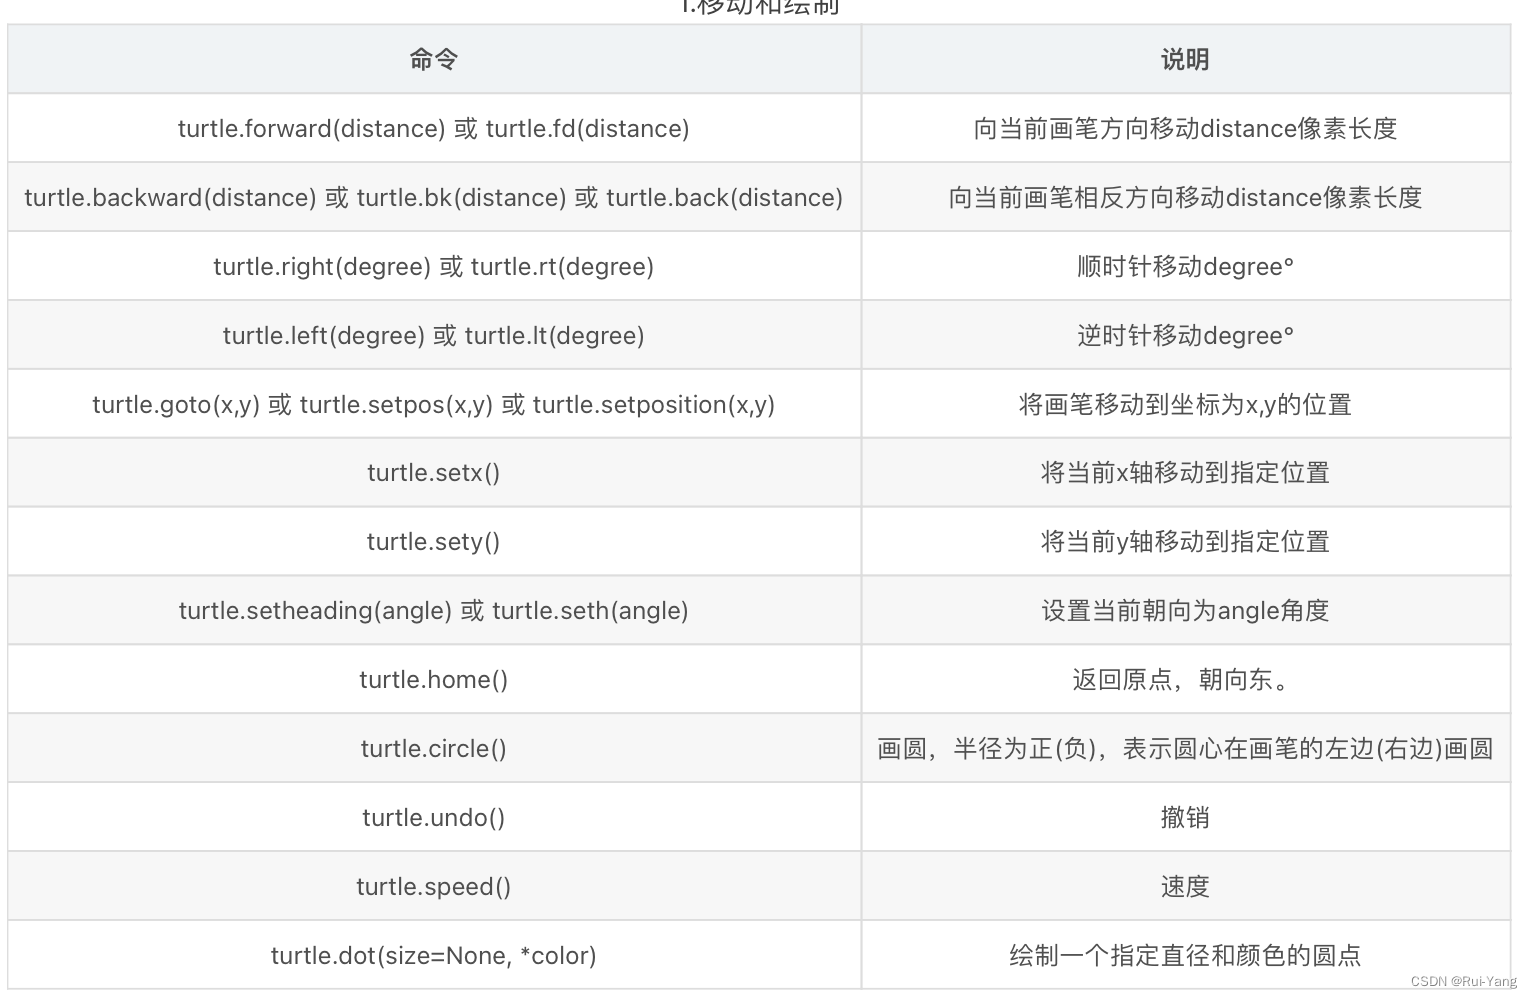 1.移动和绘制
命令 说明
turtle.forward(distance) 或 turtle.fd(distance) 向当前画笔方向移动distance像素长度
turtle.backward(distance) 或 turtle.bk(distance) 或 turtle.back(distance) 向当前画笔相反方向移动distance像素长度
turtle.right(degree) 或 turtle.rt(degree) 顺时针移动degree°
turtle.left(degree) 或 turtle.lt(degree) 逆时针移动degree°
turtle.goto(x,y) 或 turtle.setpos(x,y) 或 turtle.setposition(x,y) 将画笔移动到坐标为x,y的位置
turtle.setx() 将当前x轴移动到指定位置
turtle.sety() 将当前y轴移动到指定位置
turtle.setheading(angle) 或 turtle.seth(angle) 设置当前朝向为angle角度
turtle.home() 返回原点，朝向东。
turtle.circle() 画圆，半径为正(负)，表示圆心在画笔的左边(右边)画圆
turtle.undo() 撤销
turtle.speed() 速度
turtle.dot(size=None, *color) 绘制一个指定直径和颜色的圆点
CSDN @Rui-Yang